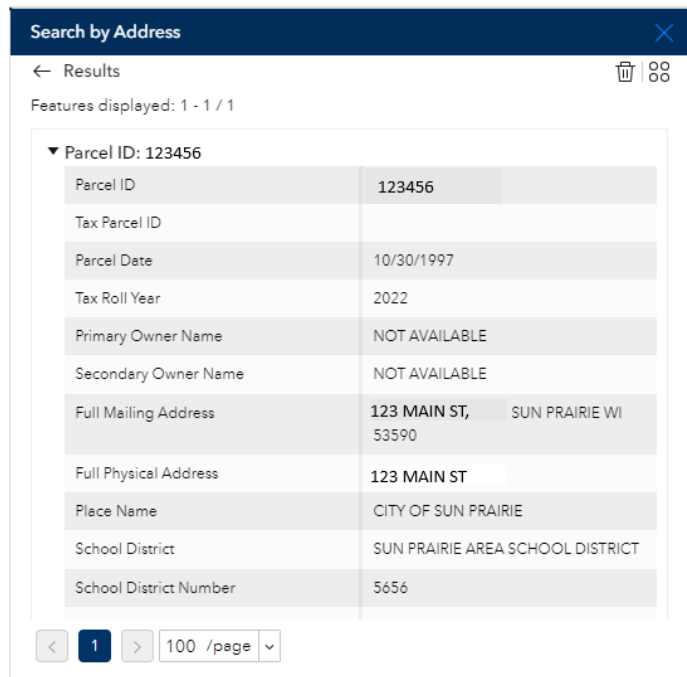 Search by Address
← Results
Features displayed: 1 - 1 / 1
Parcel ID: 123456
Parcel ID 123456
Tax Parcel ID
Parcel Date 10/30/1997
Tax Roll Year 2022
Primary Owner Name NOT AVAILABLE
Secondary Owner Name NOT AVAILABLE
Full Mailing Address 123 MAIN ST, SUN PRAIRIE WI
53590
Full Physical Address 123 MAIN ST
Place Name CITY OF SUN PRAIRIE
School District SUN PRAIRIE AREA SCHOOL DISTRICT
School District Number 5656
< 1 > 100 /page